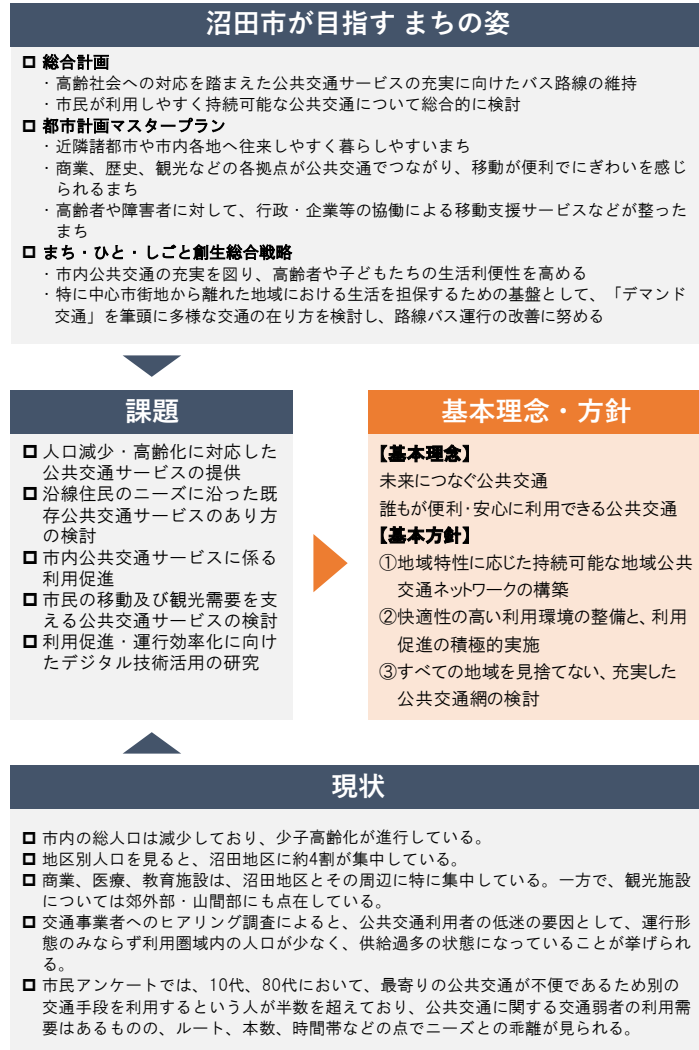 沼田市が目指す まちの姿
総合計画
・高齢社会への対応を踏まえた公共交通サービスの充実に向けたバス路線の維持
・市民が利用しやすく持続可能な公共交通について総合的に検討
都市計画マスタープラン
・近隣諸都市や市内各地へ往来しやすく暮らしやすいまち
・商業、歴史、観光などの各拠点が公共交通でつながり、移動が便利でにぎわいを感じ
られるまち
・高齢者や障害者に対して、行政・企業等の協働による移動支援サービスなどが整った
まち
まち・ひと・しごと創生総合戦略
・市内公共交通の充実を図り、高齢者や子どもたちの生活利便性を高める
・特に中心市街地から離れた地域における生活を担保するための基盤として、「デマンド
交通」を筆頭に多様な交通の在り方を検討し、路線バス運行の改善に努める
課題
人口減少・高齢化に対応した
公共交通サービスの提供
沿線住民のニーズに沿った既
存公共交通サービスのあり方
の検討
市内公共交通サービスに係る
利用促進
市民の移動及び観光需要を支
える公共交通サービスの検討
利用促進・運行効率化に向け
たデジタル技術活用の研究
基本理念・方針
【基本理念】
未来につなぐ公共交通
誰もが便利・安心に利用できる公共交通
【基本方針】
①地域特性に応じた持続可能な地域公共
交通ネットワークの構築
②快適性の高い利用環境の整備と、利用
促進の積極的実施
③すべての地域を見捨てない、充実した
公共交通網の検討
現状
市内の総人口は減少しており、少子高齢化が進行している。
地区別人口を見ると、沼田地区に約4割が集中している。
商業、医療、教育施設は、沼田地区とその周辺に特に集中している。一方で、観光施設
については郊外部・山間部にも点在している。
交通事業者へのヒアリング調査によると、公共交通利用者の低迷の要因として、運行形
態のみならず利用圏域内の人口が少なく、供給過多の状態になっていることが挙げられ
る。
市民アンケートでは、10代、80代において、最寄りの公共交通が不便であるため別の
交通手段を利用するという人が半数を超えており、公共交通に関する交通弱者の利用需
要はあるものの、ルート、本数、時間帯などの点でニーズとの乖離が見られる。